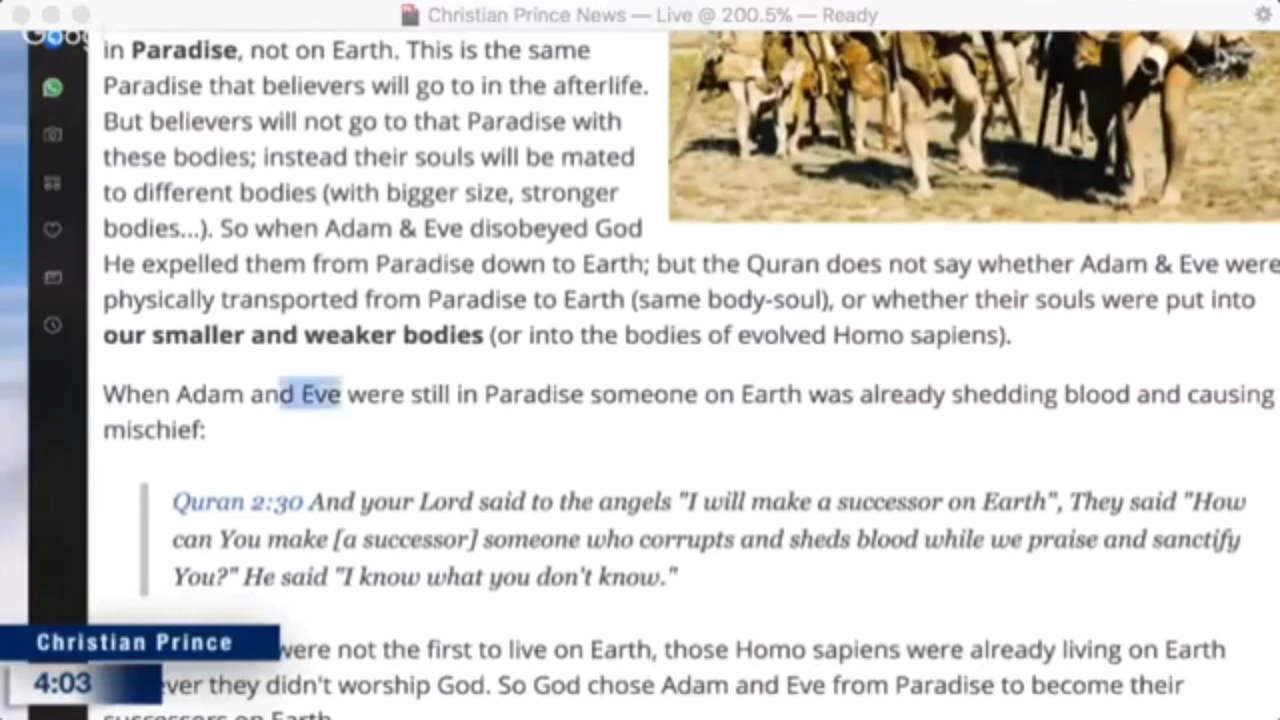 Christian Prince News — Live @ 200.5% — Ready
in Paradise, not on Earth. This is the same
Paradise that believers will go to in the afterlife.
But believers will not go to that Paradise with
these bodies; instead their souls will be mated
to different bodies (with bigger size, stronger
bodies...). So when Adam & Eve disobeyed God
He expelled them from Paradise down to Earth; but the Quran does not say whether Adam & Eve were
physically transported from Paradise to Earth (same body-soul), or whether their souls were put into
our smaller and weaker bodies (or into the bodies of evolved Homo sapiens).
When Adam and Eve were still in Paradise someone on Earth was already shedding blood and causing
mischief:
Quran 2:30 And your Lord said to the angels "I will make a successor on Earth", They said "How
can You make [a successor] someone who corrupts and sheds blood while we praise and sanctify
You?" He said "I know what you don't know."
Christian Prince
were not the first to live on Earth, those Homo sapiens were already living on Earth
4:03
ver they didn't worship God. So God chose Adam and Eve from Paradise to become their
successors on Earth